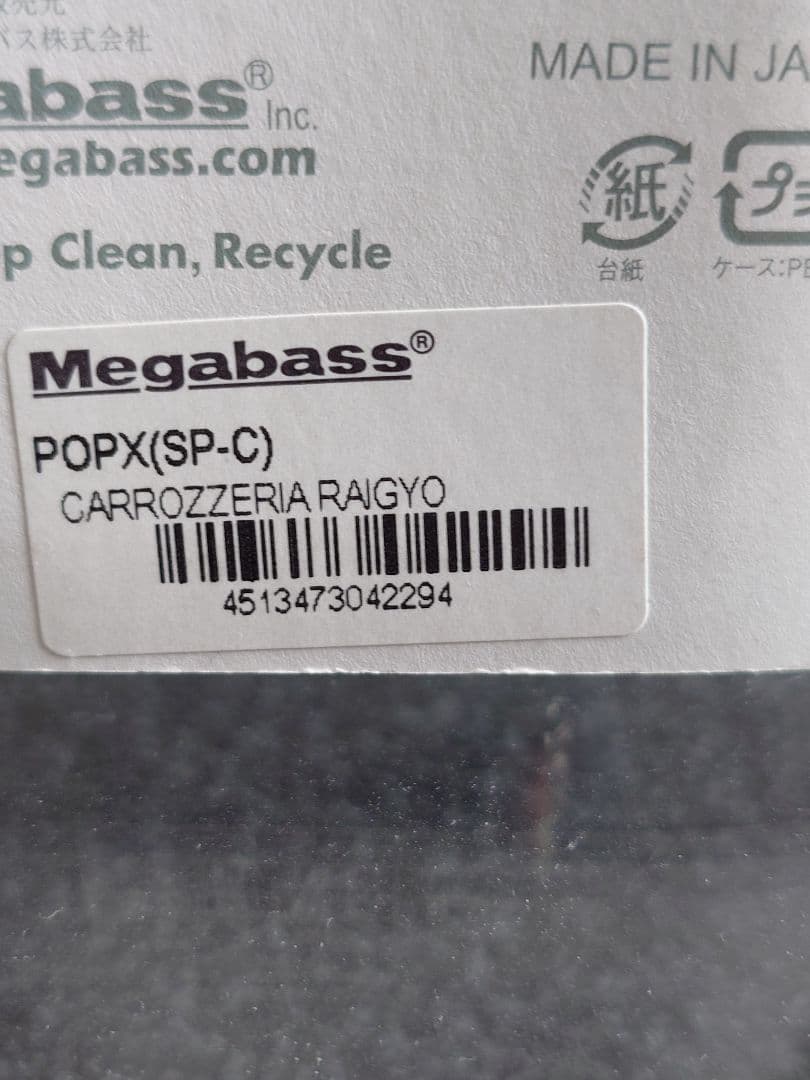 バス株式会社
abass® Inc.
egabass.com
p Clean, Recycle
MADE IN JA
紙
プ
台紙
ケース:P
Megabass®
POPX(SP-C)
CARROZZERIA RAIGYO
4513473042294